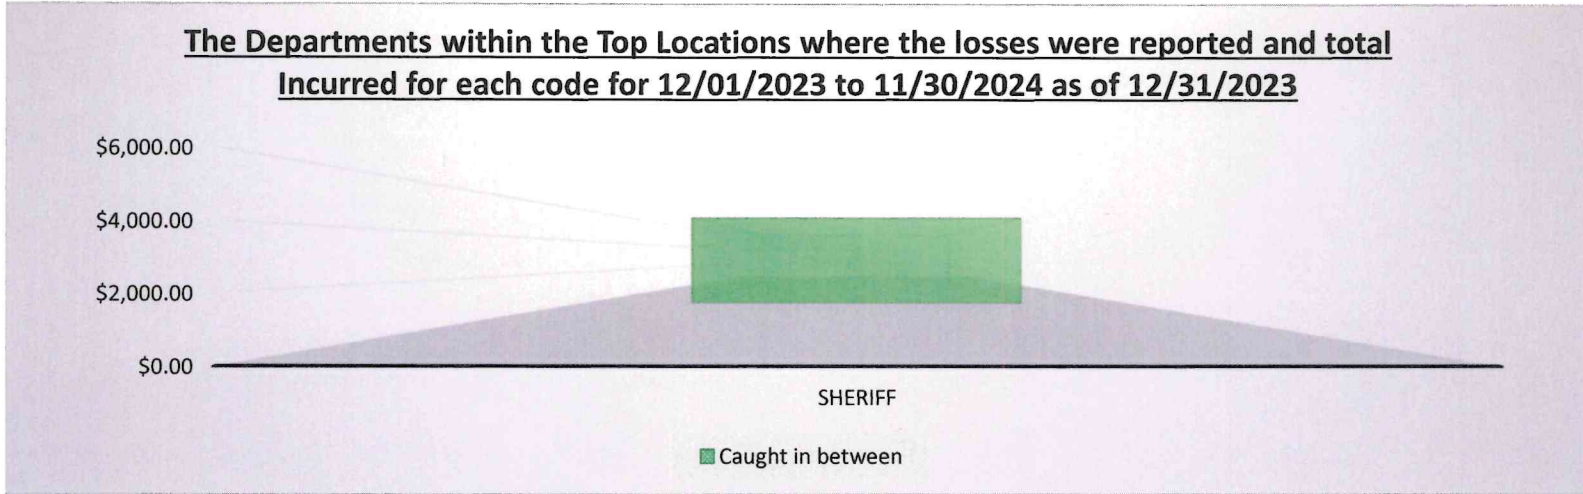 The Departments within the Top Locations where the losses were reported and total
Incurred for each code for 12/01/2023 to 11/30/2024 as of 12/31/2023
$6,000.00
$4,000.00
$2,000.00
$0.00
SHERIFF
Caught in between